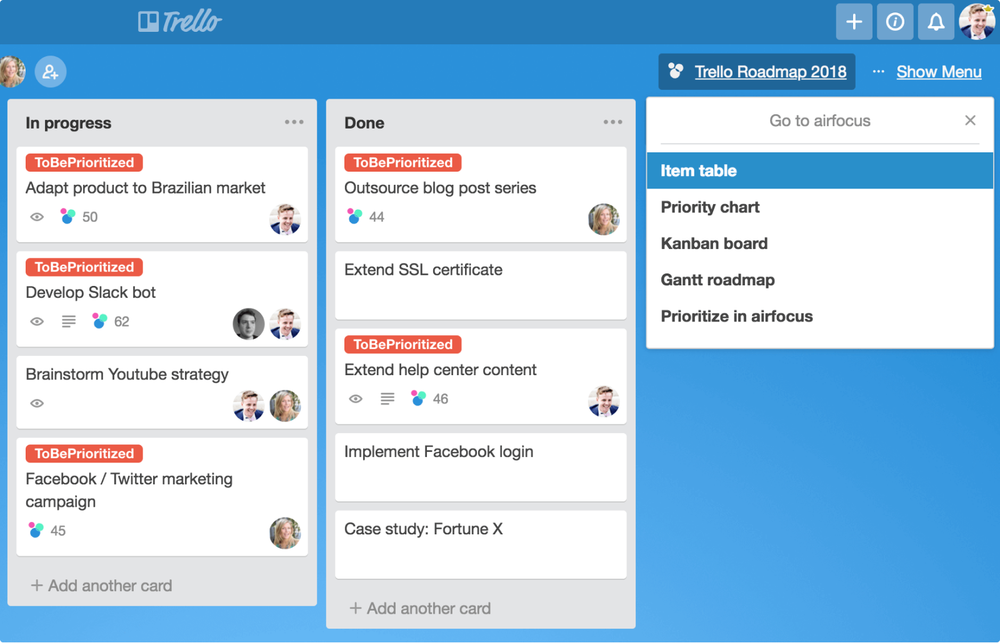 Trello
Trello Roadmap 2018
Show Menu
In progress
ToBePrioritized
Adapt product to Brazilian market
50
ToBePrioritized
Develop Slack bot
62
Brainstorm Youtube strategy
ToBePrioritized
Facebook / Twitter marketing
campaign
45
+ Add another card
Done
ToBePrioritized
Outsource blog post series
44
Extend SSL certificate
ToBePrioritized
Extend help center content
46
Implement Facebook login
Case study: Fortune X
+ Add another card
Go to airfocus
Item table
Priority chart
Kanban board
Gantt roadmap
Prioritize in airfocus